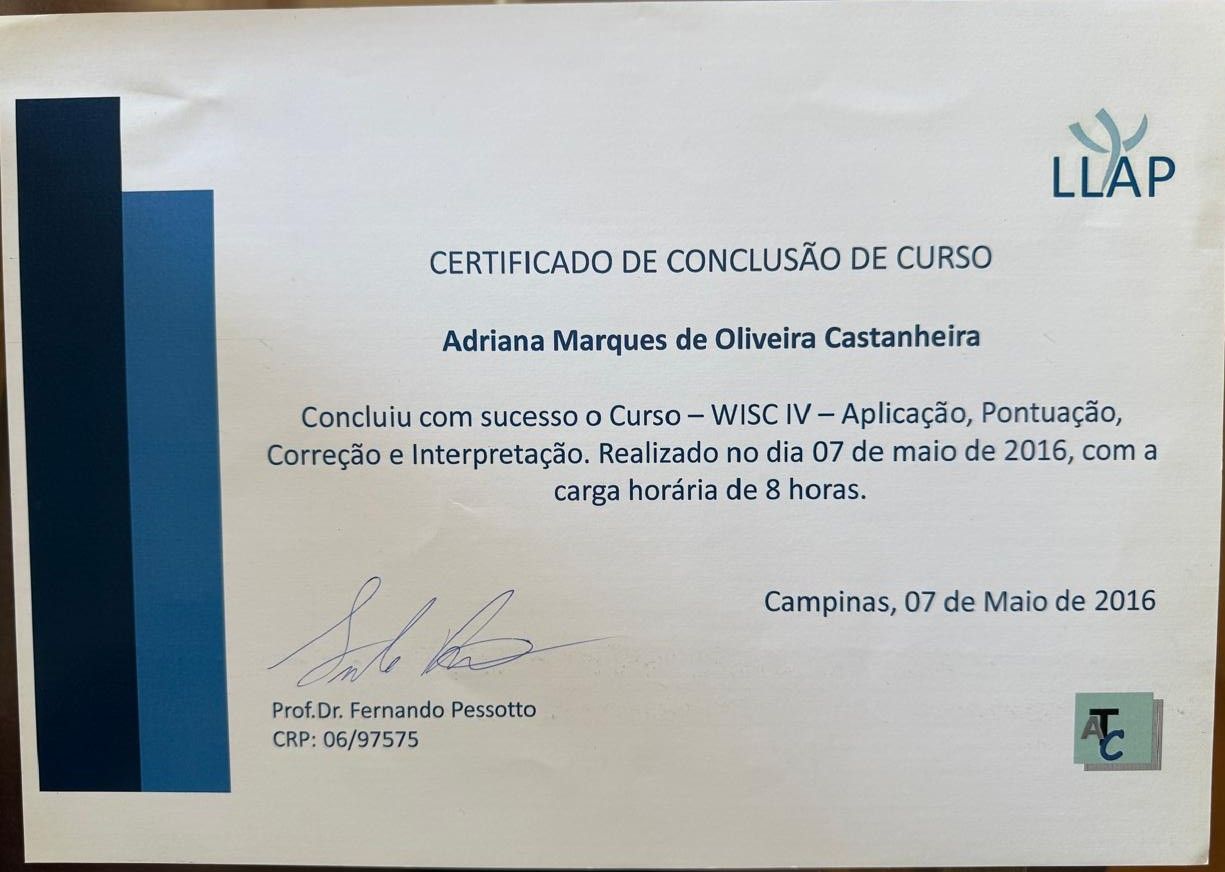 LLAP
CERTIFICADO DE CONCLUSÃO DE CURSO
Adriana Marques de Oliveira Castanheira
Concluiu com sucesso o Curso – WISC IV – Aplicação, Pontuação,
Correção e Interpretação. Realizado no dia 07 de maio de 2016, com a
carga horária de 8 horas.
Campinas, 07 de Maio de 2016
Prof.Dr. Fernando Pessotto
CRP: 06/97575
ATC